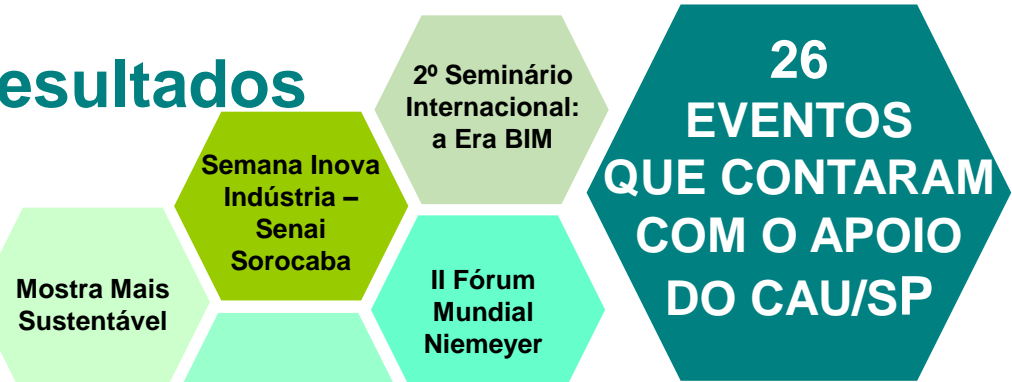 esultados
2º Seminário
Internacional:
a Era BIM
26
EVENTOS
QUE CONTARAM
COM O APOIO
DO CAU/SP
Semana Inova
Indústria –
Senai
Sorocaba
II Fórum
Mundial
Niemeyer
Mostra Mais
Sustentável